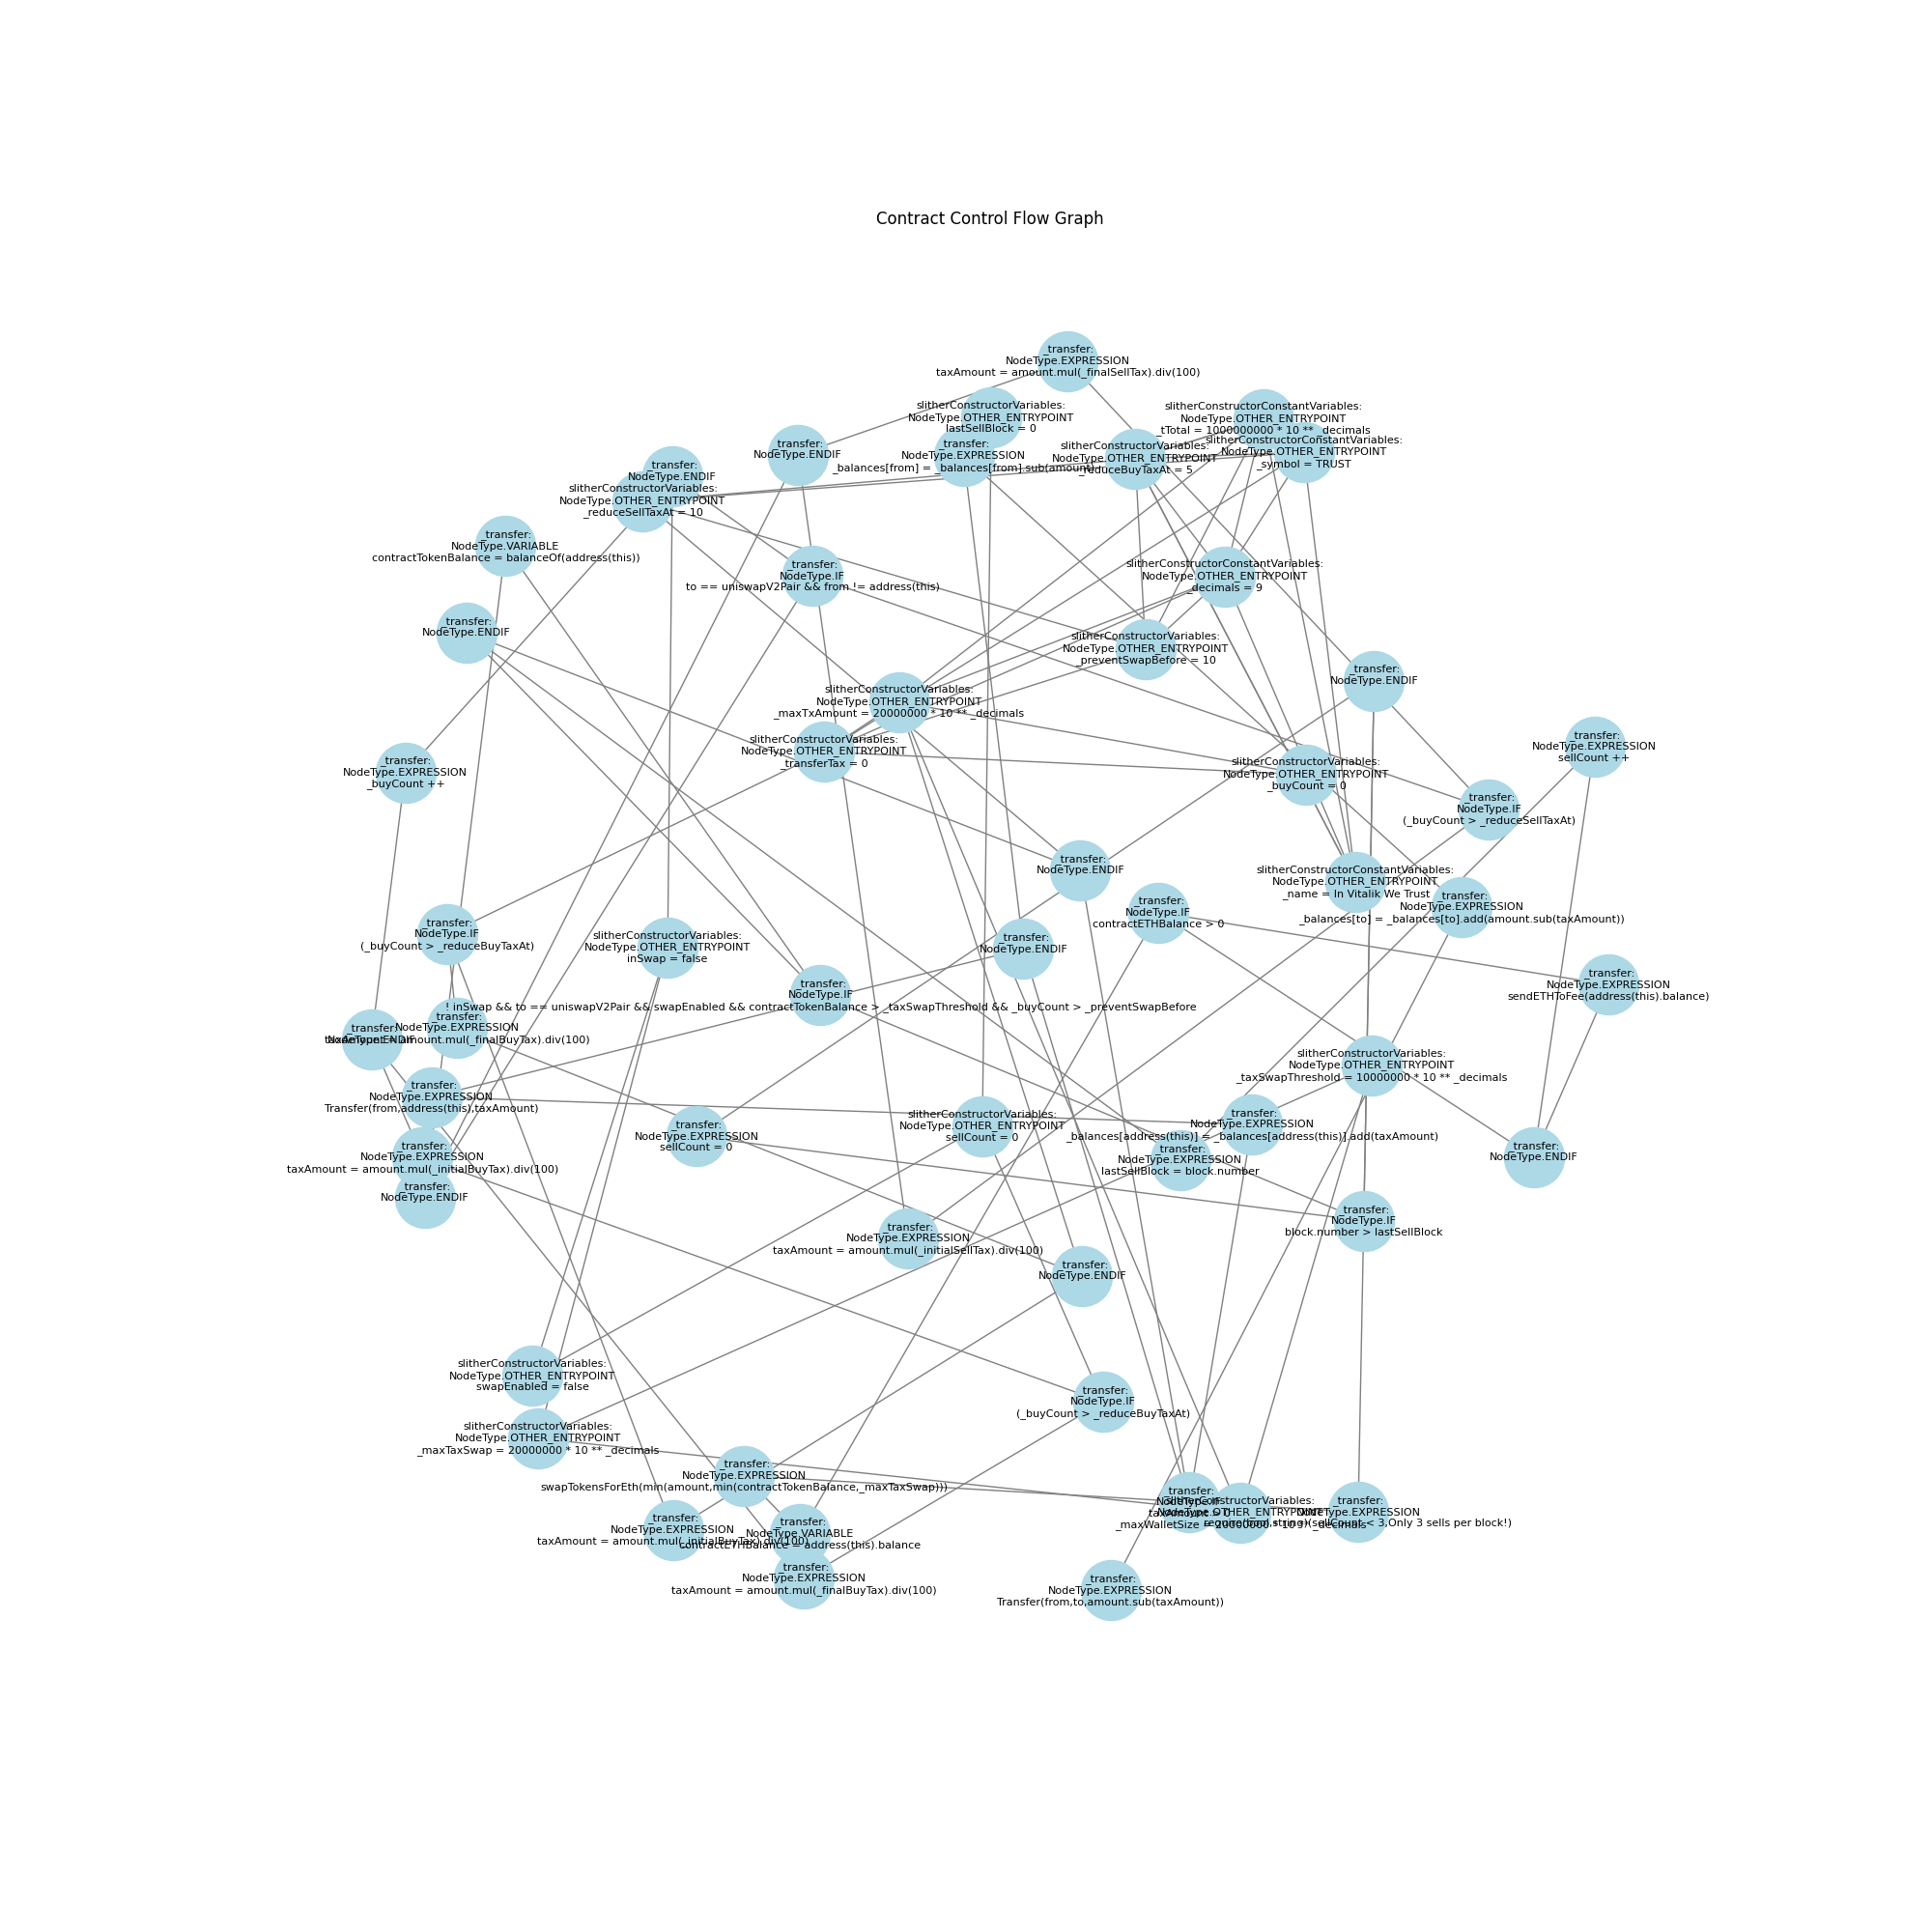 Contract Control Flow Graph
_transfer:
NodeType.EXPRESSION
taxAmount = amount.mul(_finalSellTax).div(100)
slitherConstructorVariables:
NodeType.OTHER_ENTRYPOINT
lastSellBlock = 0
slitherConstructorConstantVariables:
NodeType.OTHER_ENTRYPOINT
_tTotal = 1000000000 * 10 ** _decimals
slitherConstructorConstantVariables:
NodeType.OTHER_ENTRYPOINT
_symbol = TRUST
_transfer:
NodeType.ENDIF
_transfer:
NodeType.EXPRESSION
_balances[from] = _balances[from].sub(amount)
slitherConstructorVariables:
NodeType.OTHER_ENTRYPOINT
_reduceBuyTaxAt = 5
_transfer:
NodeType.ENDIF
slitherConstructorVariables:
NodeType.OTHER_ENTRYPOINT
_reduceSellTaxAt = 10
_transfer:
NodeType.VARIABLE
contractTokenBalance = balanceOf(address(this))
_transfer:
NodeType.IF
to == uniswapV2Pair && from != address(this)
slitherConstructorConstantVariables:
NodeType.OTHER_ENTRYPOINT
_decimals = 9
_transfer:
NodeType.ENDIF
slitherConstructorVariables:
NodeType.OTHER_ENTRYPOINT
_preventSwapBefore = 10
_transfer:
NodeType.ENDIF
slitherConstructorVariables:
NodeType.OTHER_ENTRYPOINT
_maxTxAmount = 20000000 * 10 ** _decimals
slitherConstructorVariables:
NodeType.OTHER_ENTRYPOINT
_transferTax = 0
_transfer:
NodeType.EXPRESSION
sellCount ++
_transfer:
NodeType.EXPRESSION
_buyCount ++
slitherConstructorVariables:
NodeType.OTHER_ENTRYPOINT
_buyCount = 0
_transfer:
NodeType.IF
(_buyCount > _reduceSellTaxAt)
_transfer:
NodeType.ENDIF
slitherConstructorConstantVariables:
NodeType.OTHER_ENTRYPOINT
_name = In Vitalik We Trust
_transfer:
NodeType.EXPRESSION
_balances[to] = _balances[to].add(amount.sub(taxAmount))
_transfer:
NodeType.IF
contractETHBalance > 0
_transfer:
NodeType.IF
(_buyCount > _reduceBuyTaxAt)
slitherConstructorVariables:
NodeType.OTHER_ENTRYPOINT
inSwap = false
_transfer:
NodeType.ENDIF
_transfer:
NodeType.EXPRESSION
sendETHToFee(address(this).balance)
_transfer:
NodeType.IF
! inSwap && to == uniswapV2Pair && swapEnabled && contractTokenBalance > _taxSwapThreshold && _buyCount > _preventSwapBefore
_transfer:
NodeType.EXPRESSION
amount.mul(_finalBuyTax).div(100)
_transfer:
NodeType.ENDIF
slitherConstructorVariables:
NodeType.OTHER_ENTRYPOINT
_taxSwapThreshold = 10000000 * 10 ** _decimals
_transfer:
NodeType.EXPRESSION
Transfer(from,address(this),taxAmount)
_transfer:
NodeType.EXPRESSION
sellCount = 0
slitherConstructorVariables:
NodeType.OTHER_ENTRYPOINT
sellCount = 0
_transfer:
NodeType.EXPRESSION
_balances[address(this)] = _balances[address(this)].add(taxAmount)
_transfer:
NodeType.EXPRESSION
lastSellBlock = block.number
_transfer:
NodeType.ENDIF
_transfer:
NodeType.EXPRESSION
taxAmount = amount.mul(_initialBuyTax).div(100)
_transfer:
NodeType.ENDIF
_transfer:
NodeType.IF
block.number > lastSellBlock
_transfer:
NodeType.EXPRESSION
taxAmount = amount.mul(_initialSellTax).div(100)
_transfer:
NodeType.ENDIF
slitherConstructorVariables:
NodeType.OTHER_ENTRYPOINT
swapEnabled = false
_transfer:
NodeType.IF
(_buyCount > _reduceBuyTaxAt)
slitherConstructorVariables:
NodeType.OTHER_ENTRYPOINT
_maxTaxSwap = 20000000 * 10 ** _decimals
_transfer:
NodeType.EXPRESSION
swapTokensForEth(min(amount,min(contractTokenBalance,_maxTaxSwap)))
_transfer:
NodeType.IF
slitherConstructorVariables:
NodeType.OTHER_ENTRYPOINT
_transfer:
NodeType.EXPRESSION
(sellCount < 3,Only 3 sells per block!)
_transfer:
NodeType.EXPRESSION
taxAmount = amount.mul(_initialBuyTax).div(100)
_transfer:
NodeType.VARIABLE
contractETHBalance = address(this).balance
_transfer:
NodeType.EXPRESSION
taxAmount = amount.mul(_finalBuyTax).div(100)
_transfer:
NodeType.EXPRESSION
Transfer(from,to,amount.sub(taxAmount))